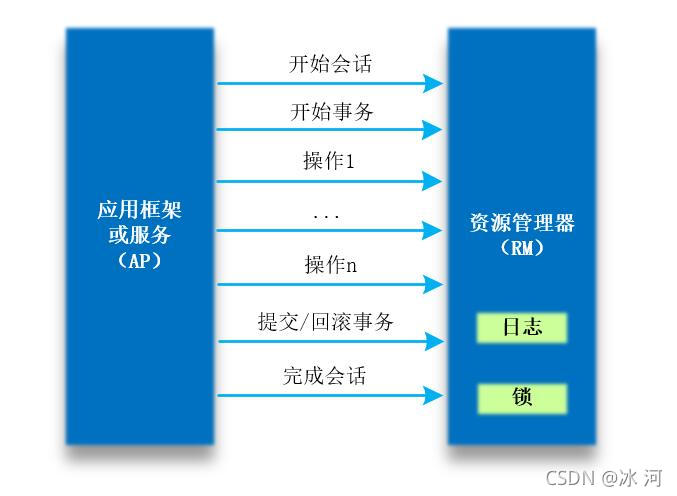 开始会话
开始事务
操作1
...
操作n
提交/回滚事务
完成会话
应用框架
或服务
（AP）
资源管理器
（RM）
日志
锁
CSDN @冰 河